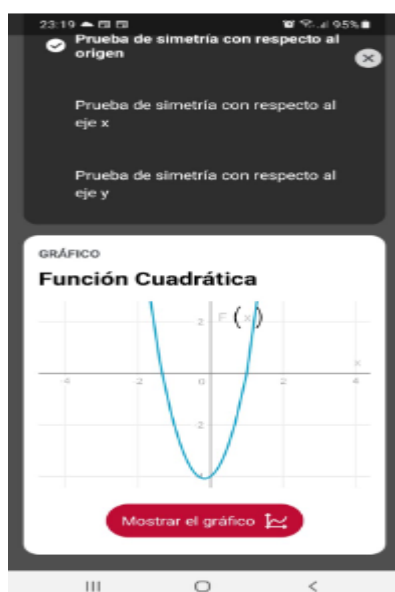 23:19 95%
Prueba de simetría con respecto al
origen
Prueba de simetría con respecto al
eje x
Prueba de simetría con respecto al
eje y
GRÁFICO
Función Cuadrática
2 F(x)
x
-4 -2 0 2 4
2
Mostrar el gráfico